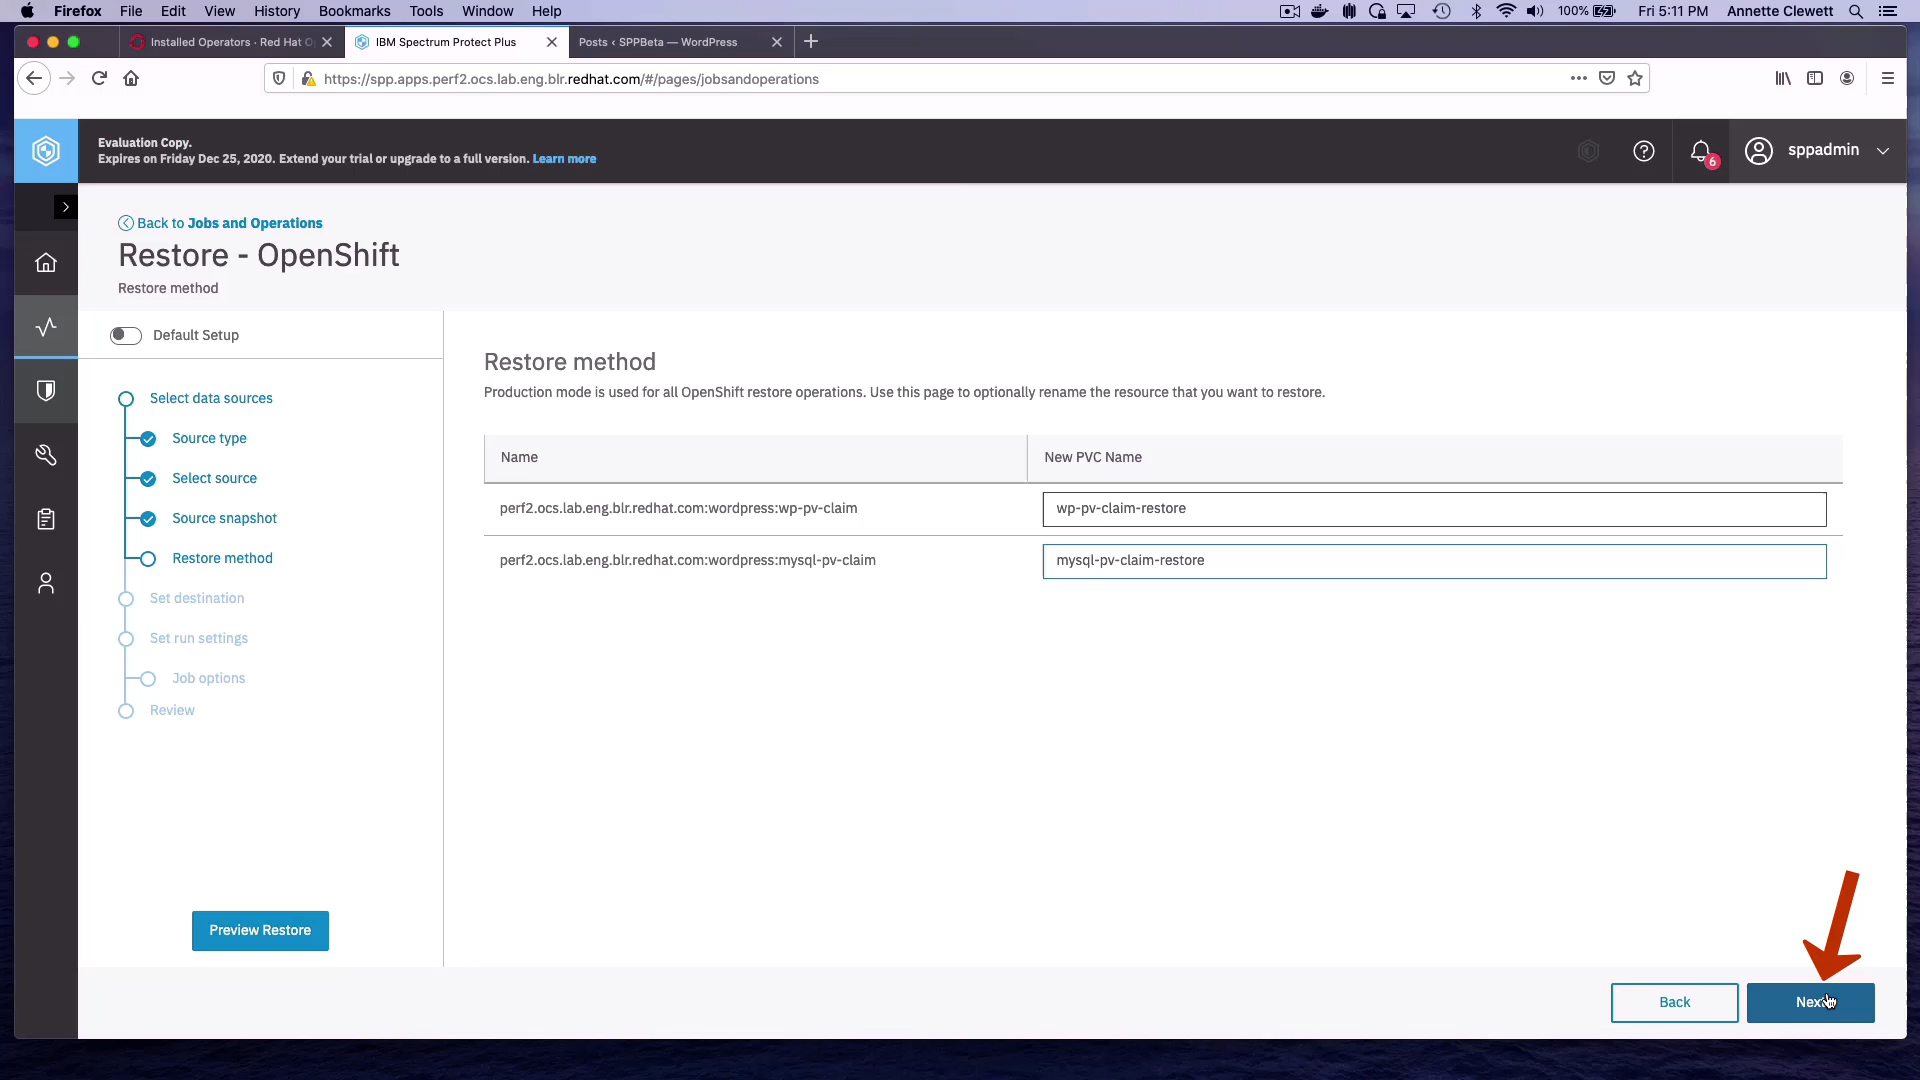 Firefox File Edit View History Bookmarks Tools Window Help 100% Fri 5:11 PM Annette Clewett
Installed Operators · Red Hat O
IBM Spectrum Protect Plus
Posts ‹ SPPBeta — WordPress
https://spp.apps.perf2.ocs.lab.eng.blr.redhat.com/#/pages/jobsandoperations
Evaluation Copy.
Expires on Friday Dec 25, 2020. Extend your trial or upgrade to a full version. Learn more
6
sppadmin
Back to Jobs and Operations
Restore - OpenShift
Restore method
Default Setup
Select data sources
Source type
Select source
Source snapshot
Restore method
Set destination
Set run settings
Job options
Review
Preview Restore
Restore method
Production mode is used for all OpenShift restore operations. Use this page to optionally rename the resource that you want to restore.
Name New PVC Name
perf2.ocs.lab.eng.blr.redhat.com:wordpress:wp-pv-claim wp-pv-claim-restore
perf2.ocs.lab.eng.blr.redhat.com:wordpress:mysql-pv-claim mysql-pv-claim-restore
Back
Next